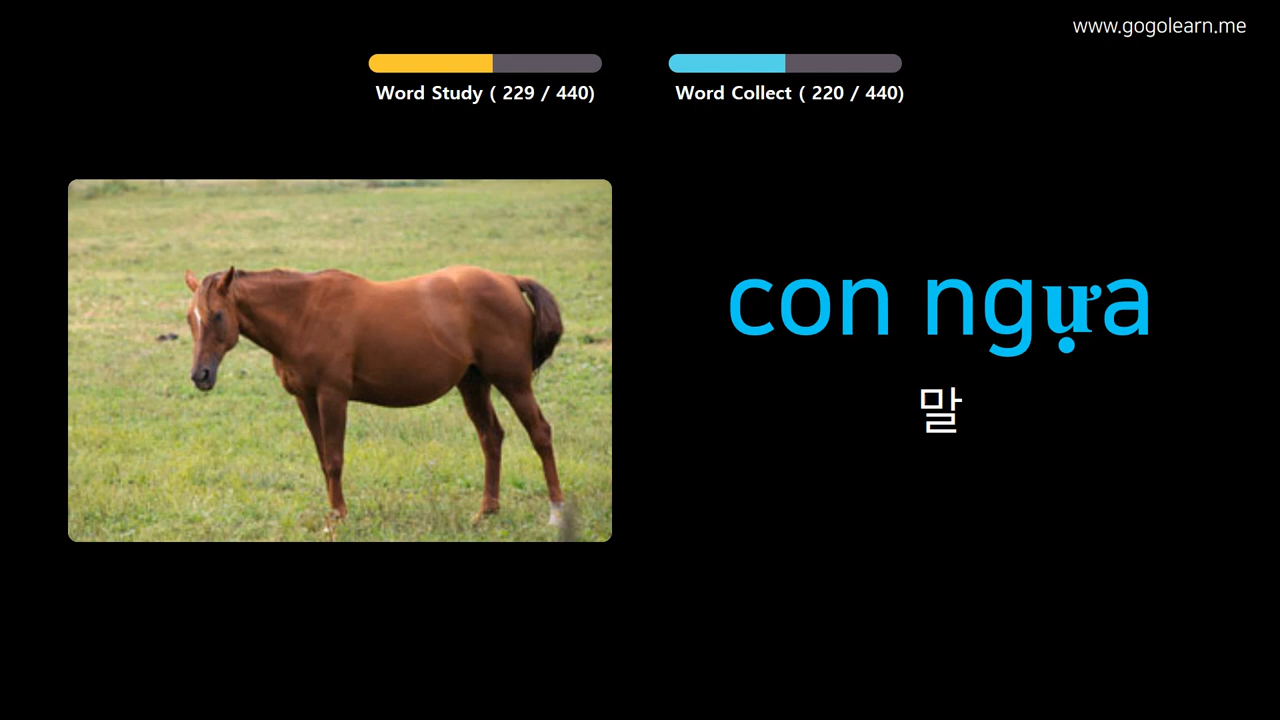 www.gogolearn.me
Word Study ( 229 / 440)
Word Collect ( 220 / 440)
con ngựa
말